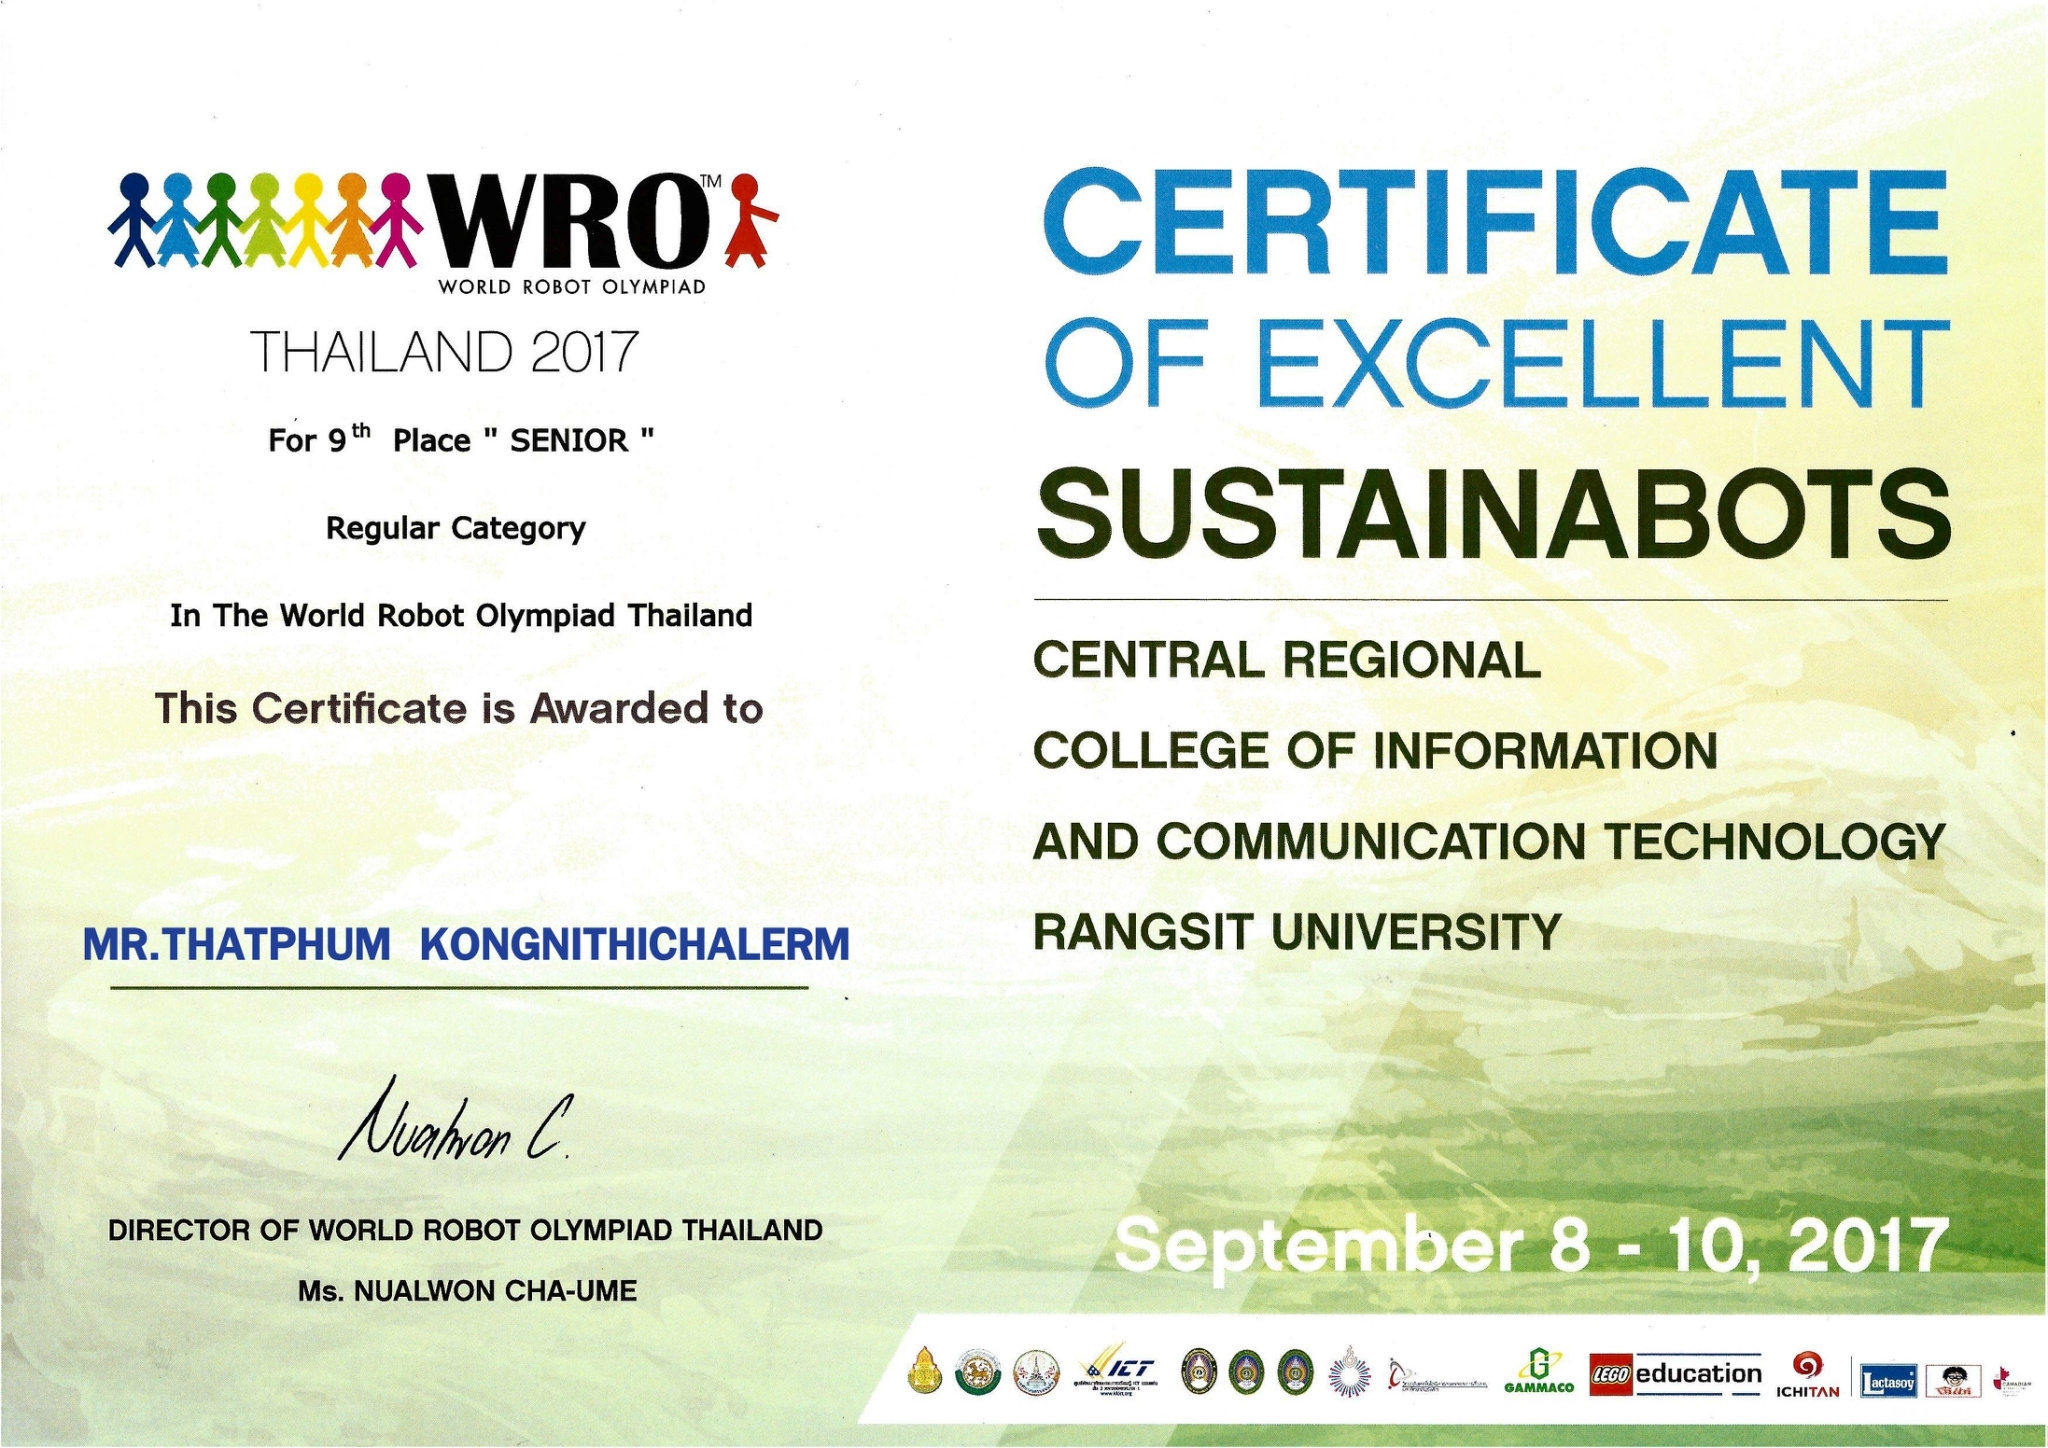 WRO™
WORLD ROBOT OLYMPIAD
THAILAND 2017
For 9th Place " SENIOR "
Regular Category
In The World Robot Olympiad Thailand
This Certificate is Awarded to
MR.THATPHUM KONGNITHICHALERM
Nualwon C.
DIRECTOR OF WORLD ROBOT OLYMPIAD THAILAND
Ms. NUALWON CHA-UME
CERTIFICATE
OF EXCELLENT
SUSTAINABOTS
CENTRAL REGIONAL
COLLEGE OF INFORMATION
AND COMMUNICATION TECHNOLOGY
RANGSIT UNIVERSITY
September 8 - 10, 2017
ICT
G
GAMMACO
LEGO education
ICHITAN
Lactasoy
CANADIAN